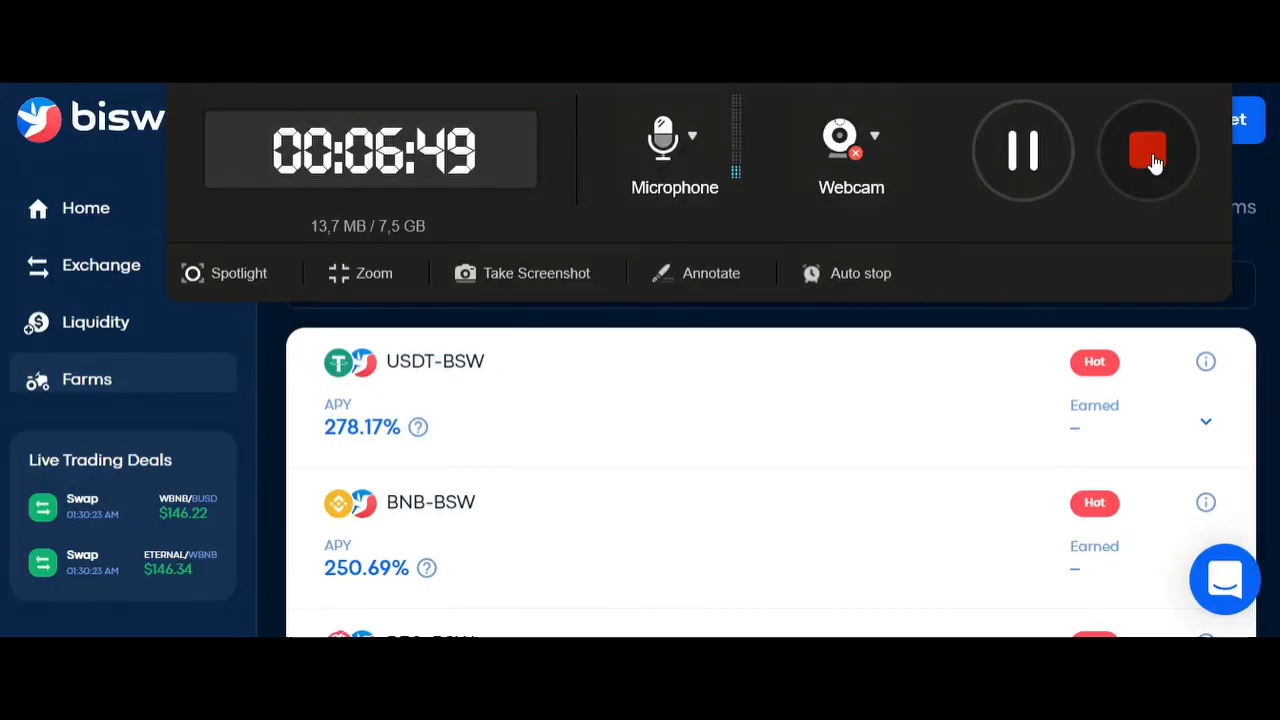 bisw
et
00:06:49
Microphone
Webcam
13,7 MB / 7,5 GB
Spotlight
Zoom
Take Screenshot
Annotate
Auto stop
ms
Home
Exchange
Liquidity
Farms
Live Trading Deals
Swap WBNB/BUSD
01:30:23 AM $146.22
Swap ETERNAL/WBNB
01:30:23 AM $146.34
USDT-BSW Hot
APY Earned
278.17% –
BNB-BSW Hot
APY Earned
250.69% –